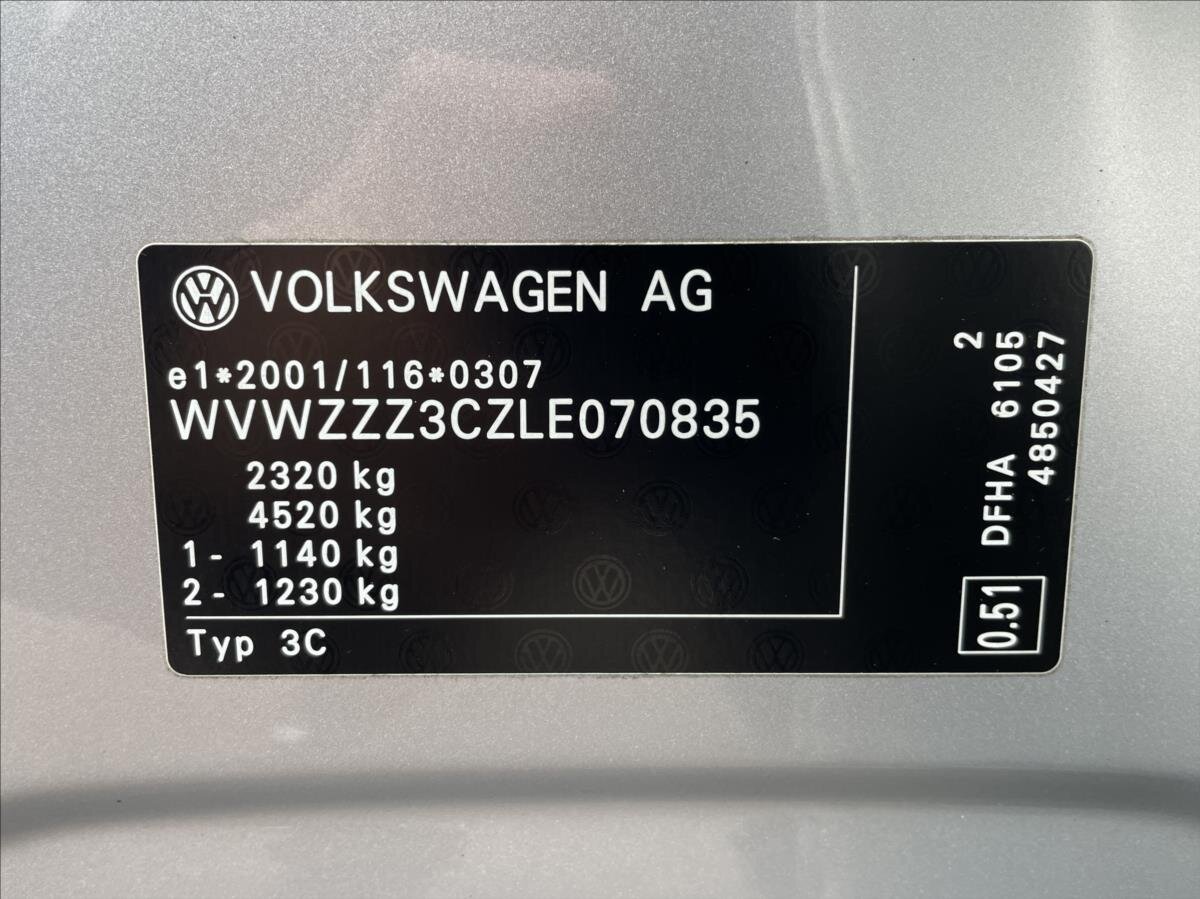 VOLKSWAGEN AG
e1*2001/116*0307
WVWZZZ3CZLE070835
2320 kg
4520 kg
1- 1140 kg
2- 1230 kg
Typ 3C
2
0.51 DFHA 6105
4850427